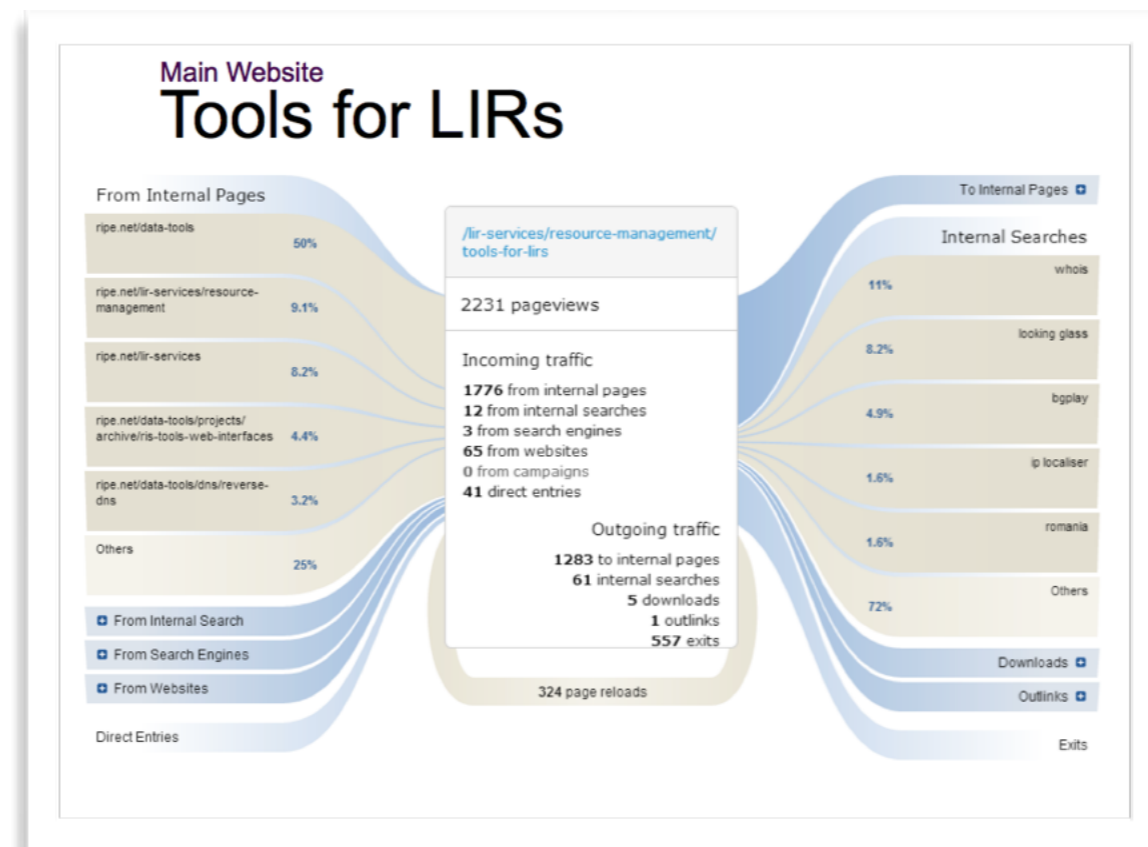 Main Website
Tools for LIRs
From Internal Pages
ripe.net/data-tools
50%
ripe.net/lir-services/resource-
management
9.1%
ripe.net/lir-services
8.2%
ripe.net/data-tools/projects/
archive/ris-tools-web-interfaces
4.4%
ripe.net/data-tools/dns/reverse-
dns
3.2%
Others
25%
From Internal Search
From Search Engines
From Websites
Direct Entries
/lir-services/resource-management/
tools-for-lirs
2231 pageviews
Incoming traffic
1776 from internal pages
12 from internal searches
3 from search engines
65 from websites
0 from campaigns
41 direct entries
Outgoing traffic
1283 to internal pages
61 internal searches
5 downloads
1 outlinks
557 exits
324 page reloads
To Internal Pages
Internal Searches
whois
11%
looking glass
8.2%
bgplay
4.9%
ip localiser
1.6%
romania
1.6%
Others
72%
Downloads
Outlinks
Exits